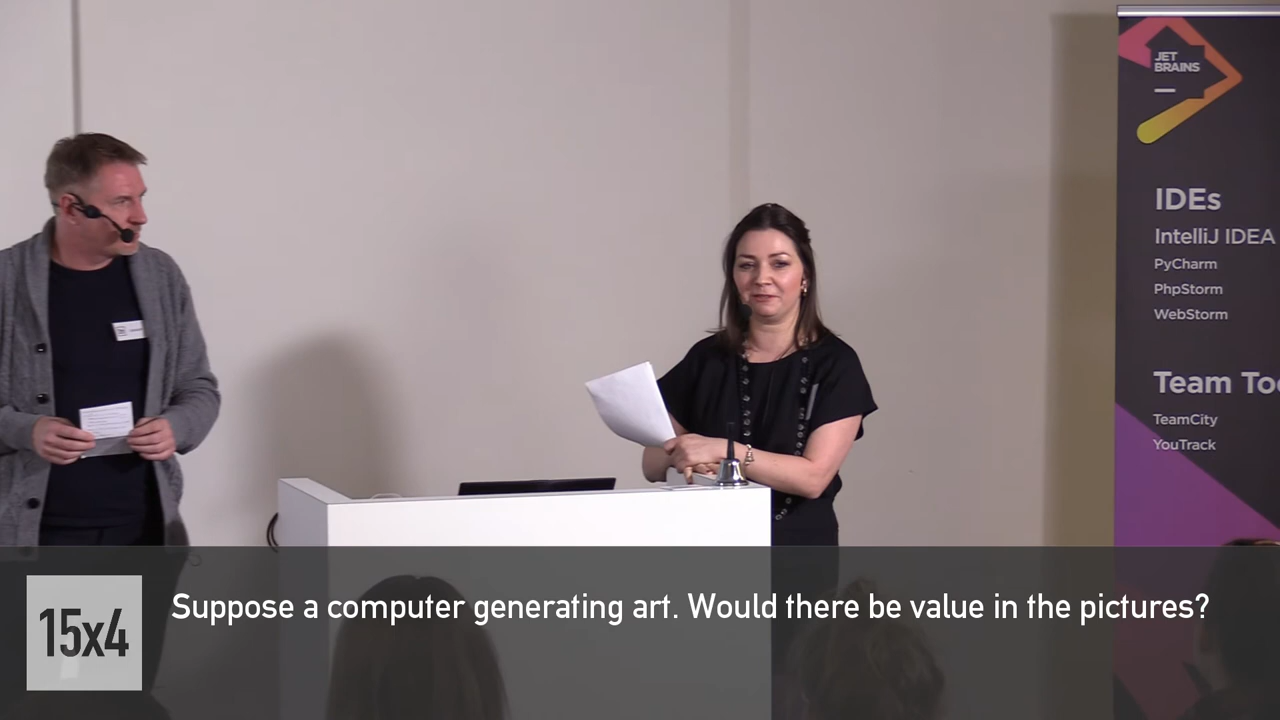 JET
BRAINS
IDEs
IntelliJ IDEA
PyCharm
PhpStorm
WebStorm
Team Too
TeamCity
YouTrack
15x4
Suppose a computer generating art. Would there be value in the pictures?